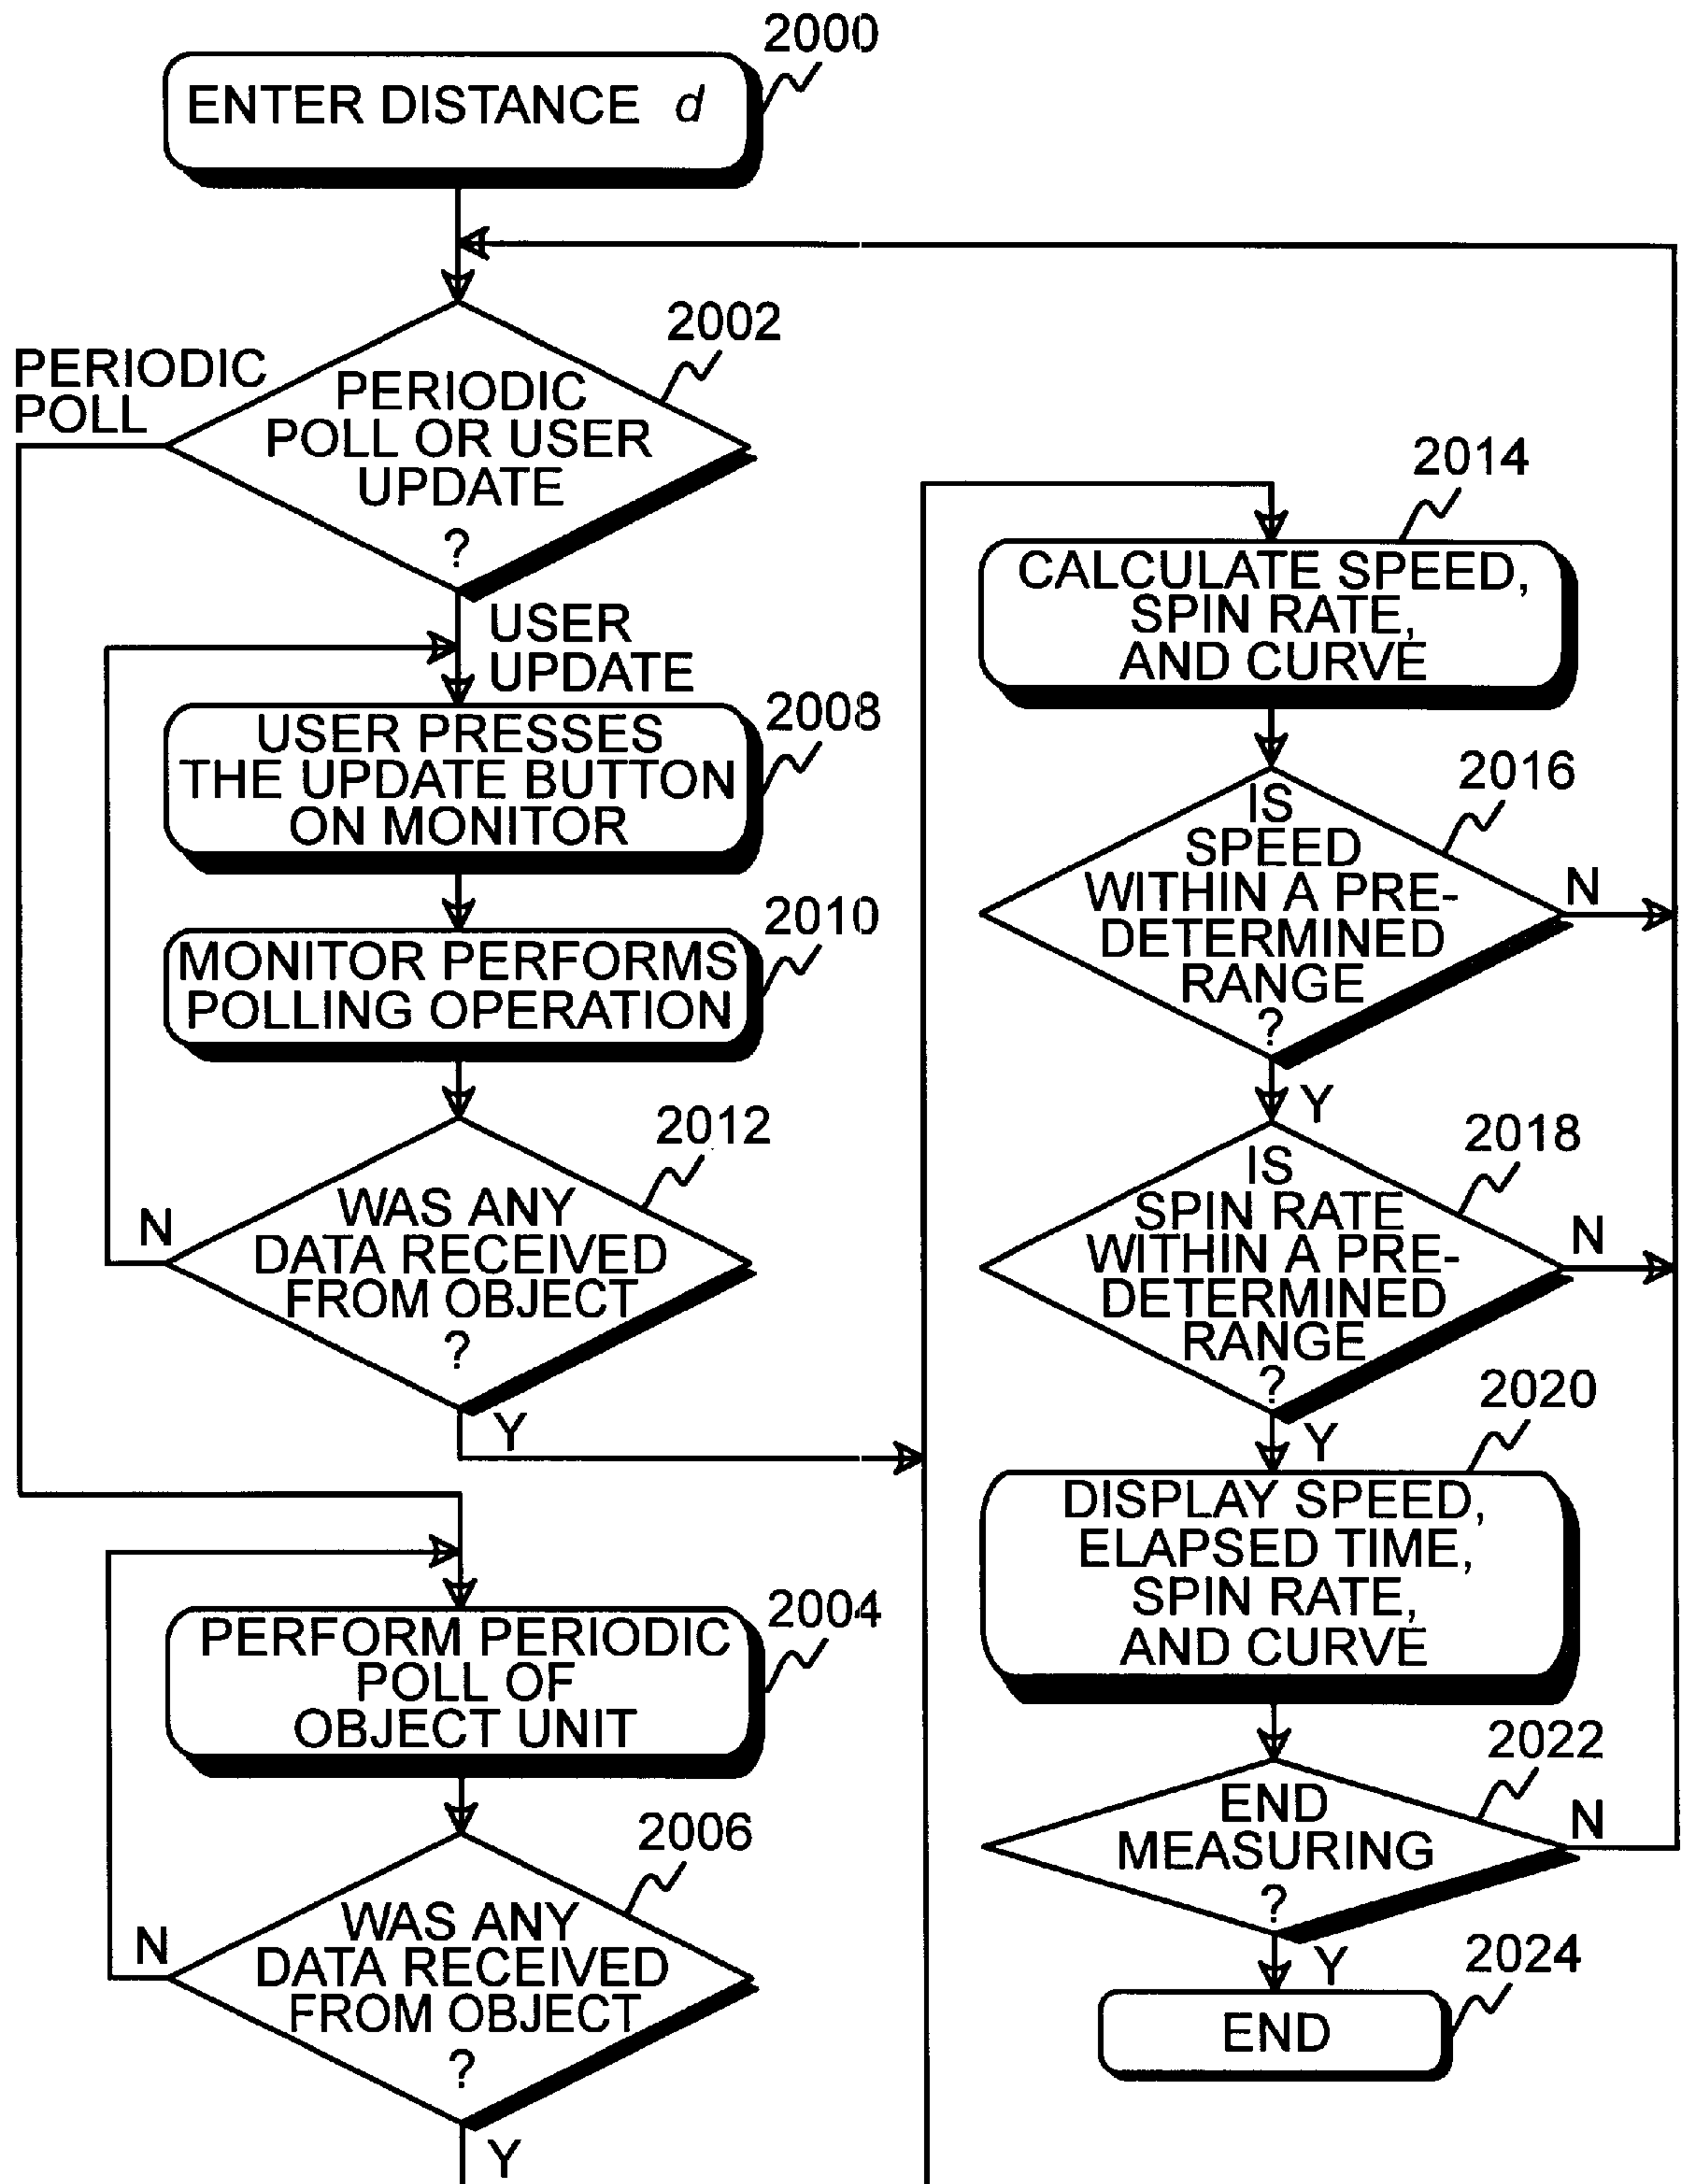 2000
ENTER DISTANCE d
2002
PERIODIC
POLL
PERIODIC
POLL OR USER
UPDATE
?
USER
UPDATE
2008
USER PRESSES
THE UPDATE BUTTON
ON MONITOR
2010
MONITOR PERFORMS
POLLING OPERATION
2012
WAS ANY
DATA RECEIVED
FROM OBJECT
?
N
Y
2004
PERFORM PERIODIC
POLL OF
OBJECT UNIT
2006
WAS ANY
DATA RECEIVED
FROM OBJECT
?
N
Y
2014
CALCULATE SPEED,
SPIN RATE,
AND CURVE
2016
IS
SPEED
WITHIN A PRE-
DETERMINED
RANGE
?
N
Y
2018
IS
SPIN RATE
WITHIN A PRE-
DETERMINED
RANGE
?
N
Y
2020
DISPLAY SPEED,
ELAPSED TIME,
SPIN RATE,
AND CURVE
2022
END
MEASURING
?
N
Y
2024
END